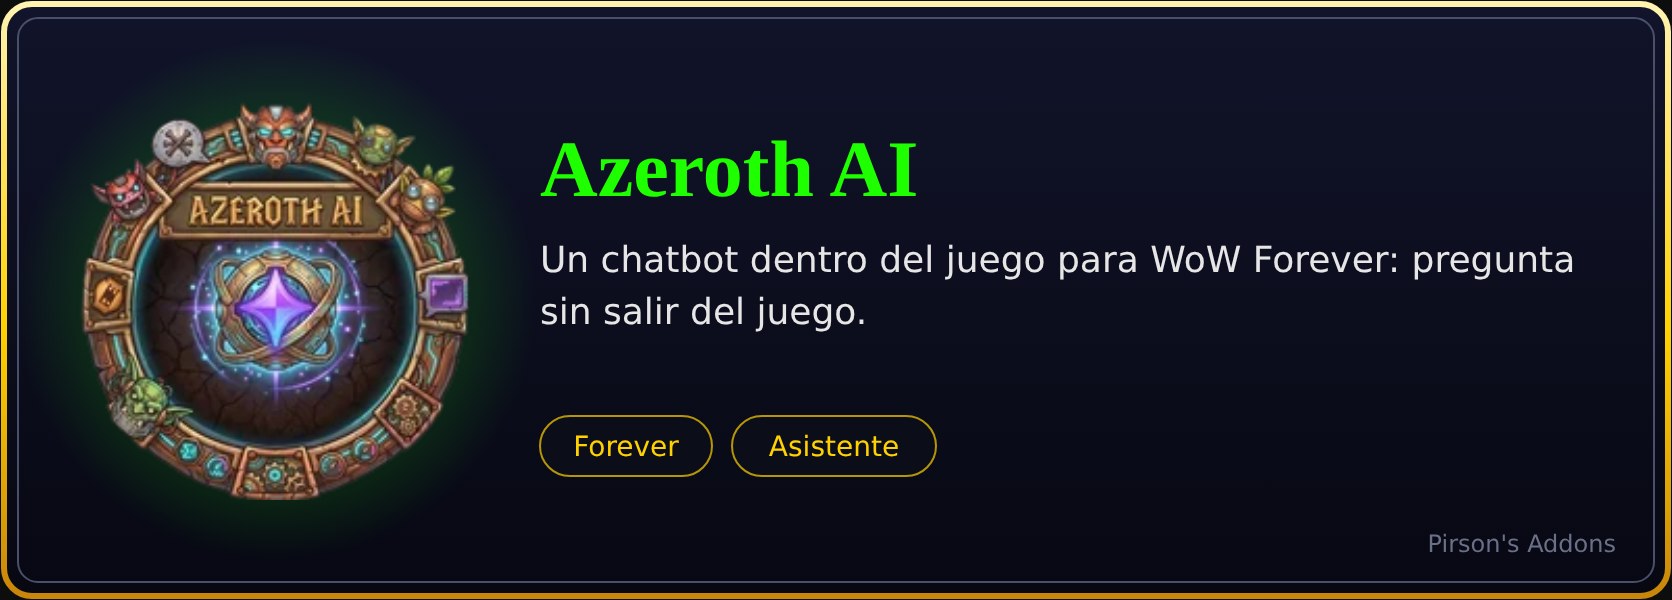 AZEROTH AI
Azeroth AI
Un chatbot dentro del juego para WoW Forever: pregunta
sin salir del juego.
Forever
Asistente
Pirson's Addons